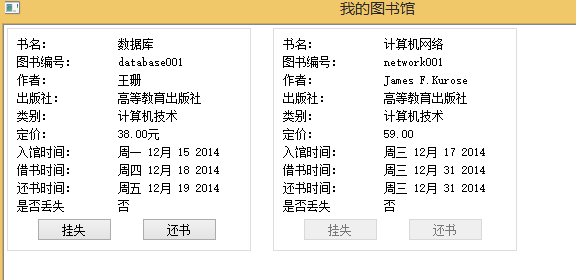 我的图书馆
书名: 数据库
图书编号: database001
作者: 王珊
出版社: 高等教育出版社
类别: 计算机技术
定价: 38.00元
入馆时间: 周一 12月 15 2014
借书时间: 周四 12月 18 2014
还书时间: 周五 12月 19 2014
是否丢失 否
挂失 还书
书名: 计算机网络
图书编号: network001
作者: James F.Kurose
出版社: 高等教育出版社
类别: 计算机技术
定价: 59.00
入馆时间: 周三 12月 17 2014
借书时间: 周三 12月 31 2014
还书时间: 周三 12月 31 2014
是否丢失 否
挂失 还书